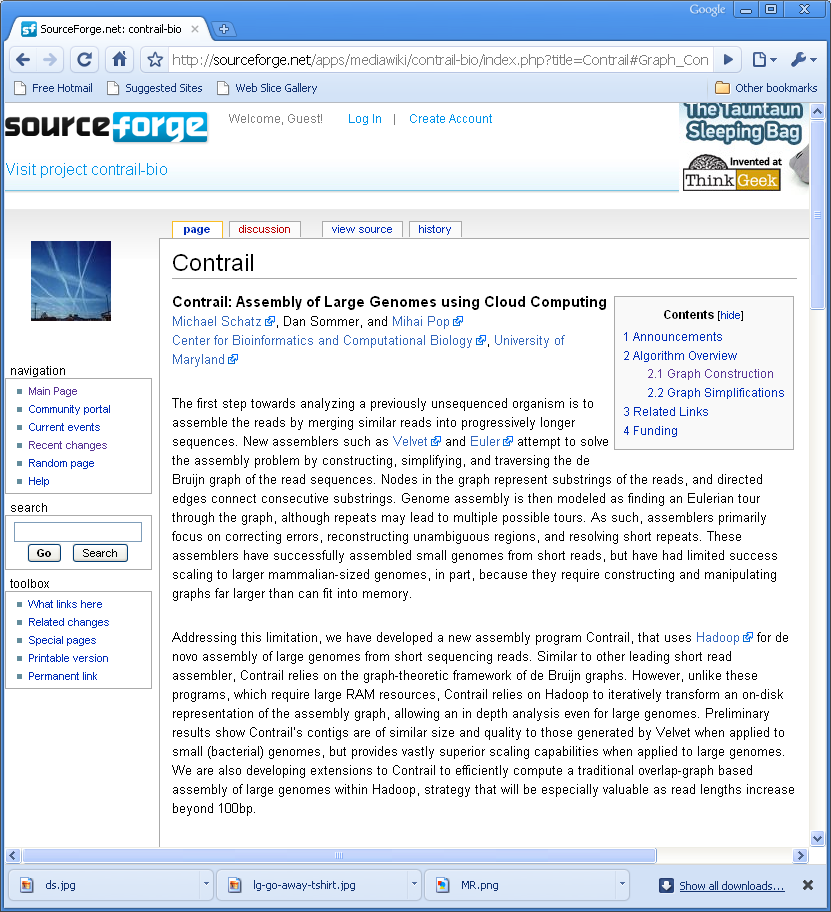 Google
SourceForge.net: contrail-bio
http://sourceforge.net/apps/mediawiki/contrail-bio/index.php?title=Contrail#Graph_Con
Free Hotmail Suggested Sites Web Slice Gallery Other bookmarks
sourceforge
Welcome, Guest! Log In | Create Account
The Tauntaun
Sleeping Bag
Invented at
ThinkGeek
Visit project contrail-bio
page discussion view source history
Contrail
Contrail: Assembly of Large Genomes using Cloud Computing
Michael Schatz, Dan Sommer, and Mihai Pop
Center for Bioinformatics and Computational Biology, University of
Maryland
Contents [hide]
1 Announcements
2 Algorithm Overview
2.1 Graph Construction
2.2 Graph Simplifications
3 Related Links
4 Funding
The first step towards analyzing a previously unsequenced organism is to
assemble the reads by merging similar reads into progressively longer
sequences. New assemblers such as Velvet and Euler attempt to solve
the assembly problem by constructing, simplifying, and traversing the de
Bruijn graph of the read sequences. Nodes in the graph represent substrings of the reads, and directed
edges connect consecutive substrings. Genome assembly is then modeled as finding an Eulerian tour
through the graph, although repeats may lead to multiple possible tours. As such, assemblers primarily
focus on correcting errors, reconstructing unambiguous regions, and resolving short repeats. These
assemblers have successfully assembled small genomes from short reads, but have had limited success
scaling to larger mammalian-sized genomes, in part, because they require constructing and manipulating
graphs far larger than can fit into memory.
Addressing this limitation, we have developed a new assembly program Contrail, that uses Hadoop for de
novo assembly of large genomes from short sequencing reads. Similar to other leading short read
assembler, Contrail relies on the graph-theoretic framework of de Bruijn graphs. However, unlike these
programs, which require large RAM resources, Contrail relies on Hadoop to iteratively transform an on-disk
representation of the assembly graph, allowing an in depth analysis even for large genomes. Preliminary
results show Contrail's contigs are of similar size and quality to those generated by Velvet when applied to
small (bacterial) genomes, but provides vastly superior scaling capabilities when applied to large genomes.
We are also developing extensions to Contrail to efficiently compute a traditional overlap-graph based
assembly of large genomes within Hadoop, strategy that will be especially valuable as read lengths increase
beyond 100bp.
navigation
Main Page
Community portal
Current events
Recent changes
Random page
Help
search
Go Search
toolbox
What links here
Related changes
Special pages
Printable version
Permanent link
ds.jpg lg-go-away-tshirt.jpg MR.png Show all downloads...